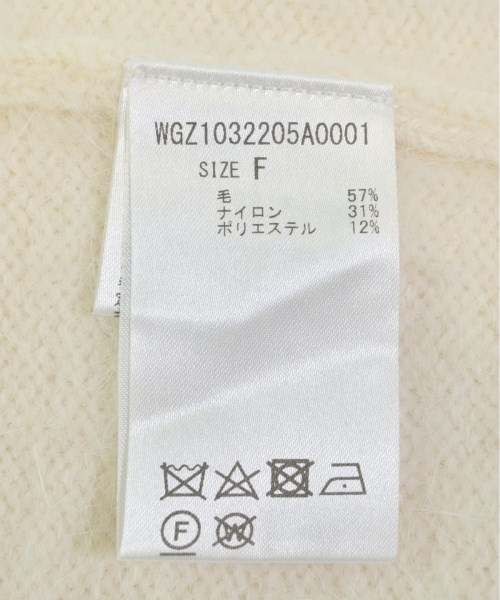 WGZ1032205A0001
SIZE F
毛 57%
ナイロン 31%
ポリエステル 12%
F W